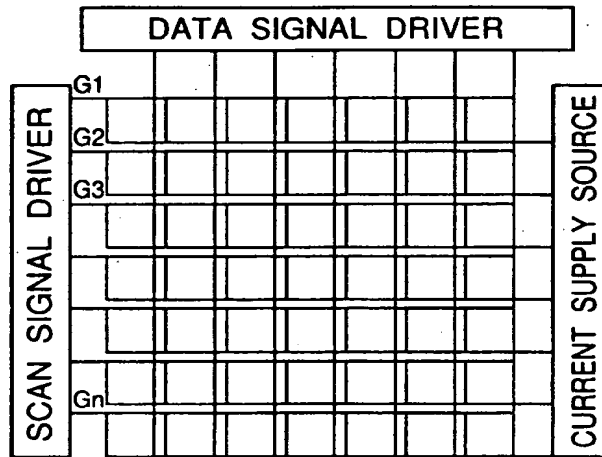 DATA SIGNAL DRIVER
SCAN SIGNAL DRIVER
G1
G2
G3
Gn
CURRENT SUPPLY SOURCE